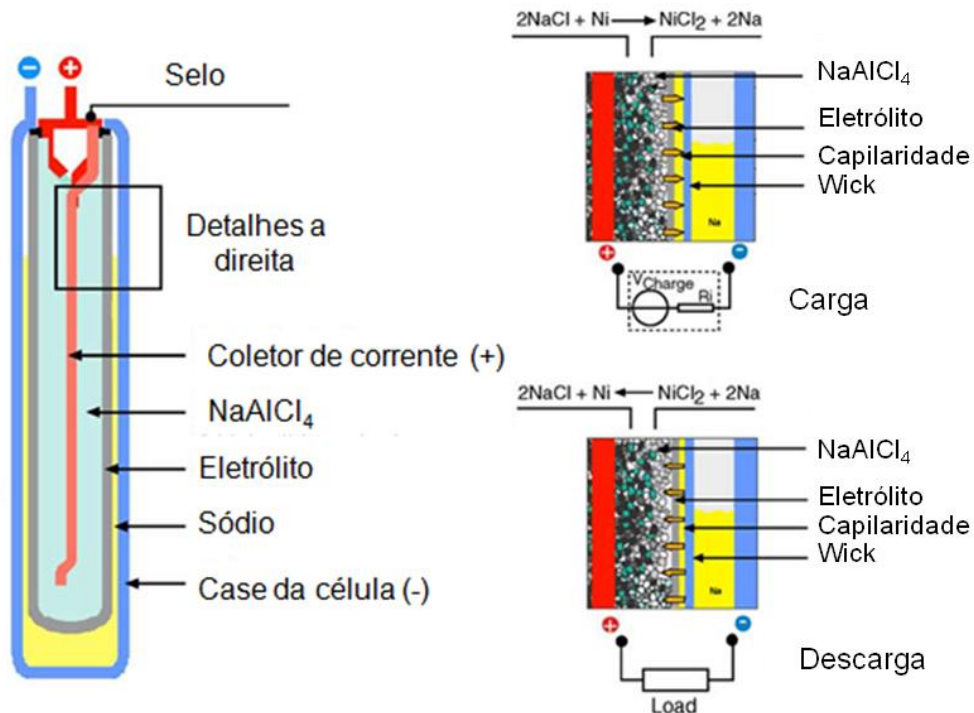 − +
Selo
Detalhes a
direita
Coletor de corrente (+)
NaAlCl4
Eletrólito
Sódio
Case da célula (-)
2NaCl + Ni → NiCl2 + 2Na
NaAlCl4
Eletrólito
Capilaridade
Wick
Na
+ −
VCharge
Ri
Carga
2NaCl + Ni ← NiCl2 + 2Na
NaAlCl4
Eletrólito
Capilaridade
Wick
Na
+ −
Descarga
Load